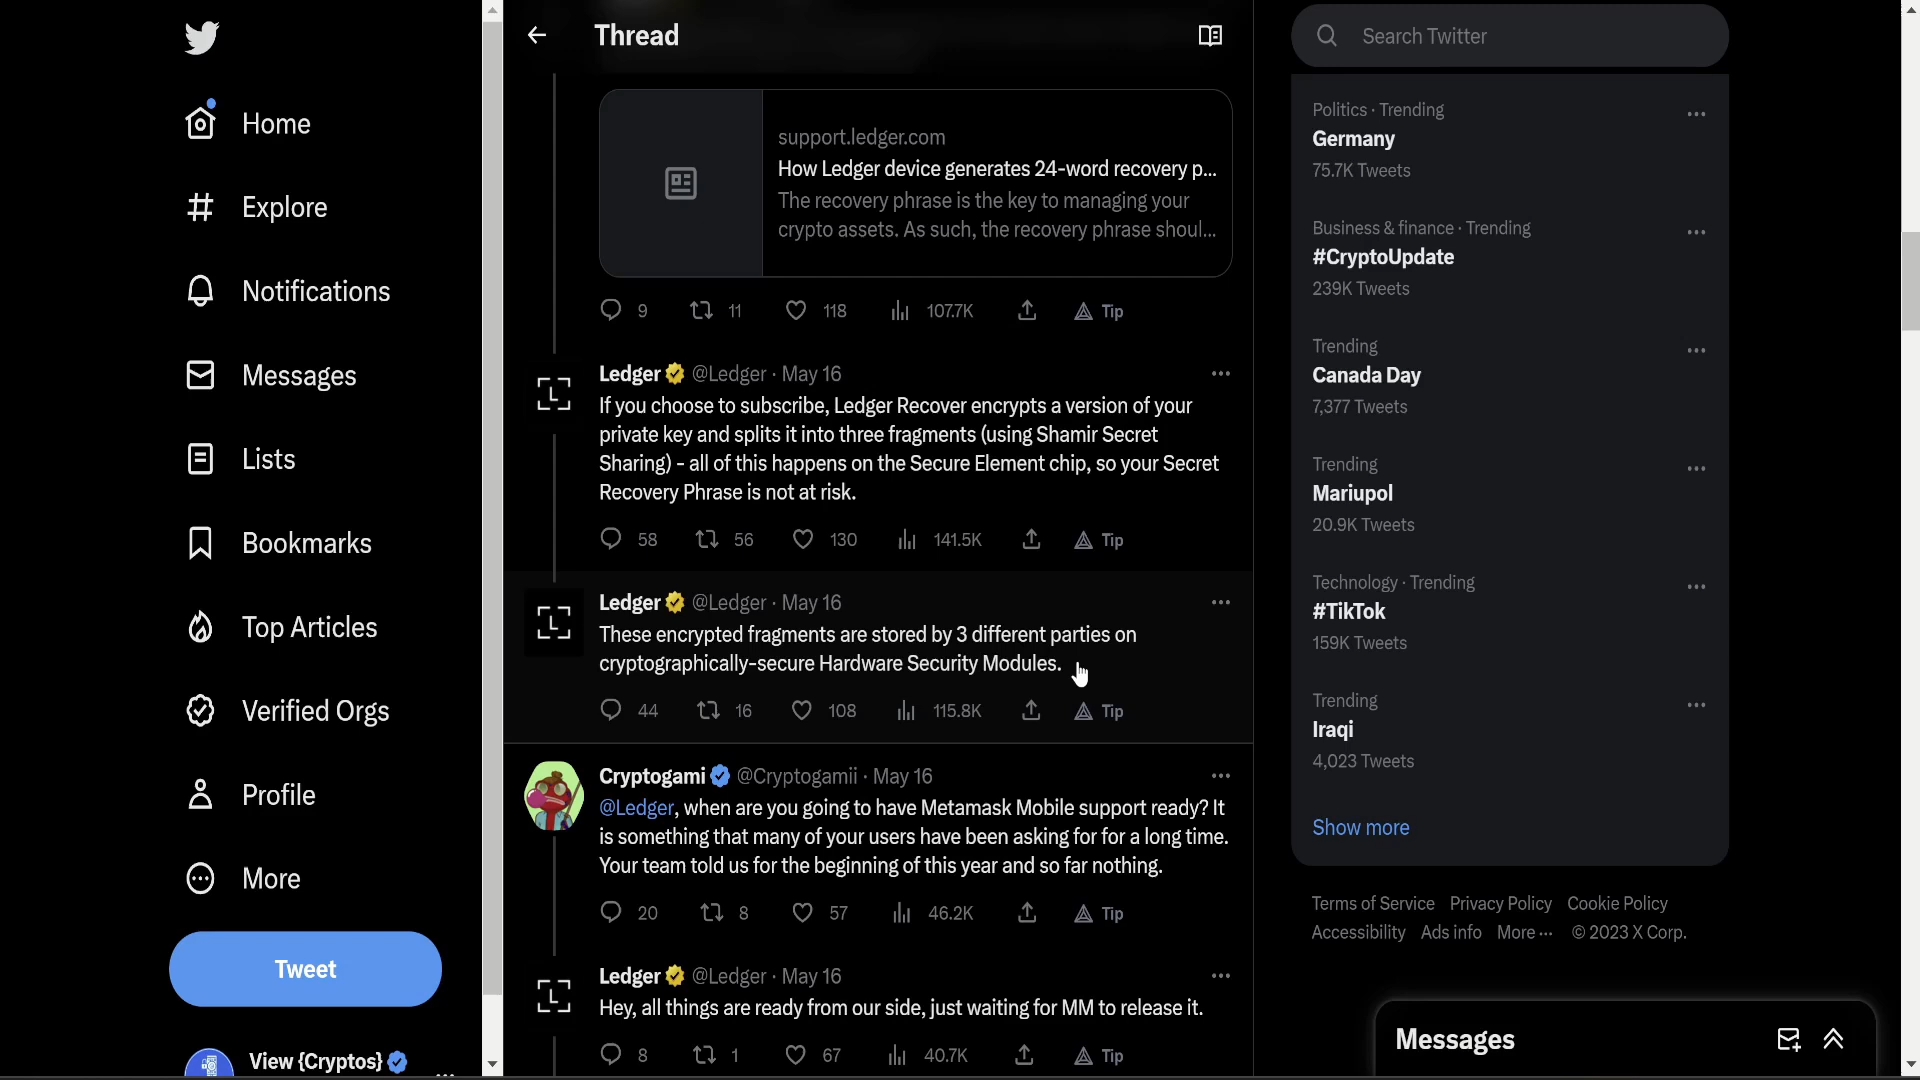 Home
Explore
Notifications
Messages
Lists
Bookmarks
Top Articles
Verified Orgs
Profile
More
Tweet
View {Cryptos}
Thread
support.ledger.com
How Ledger device generates 24-word recovery p...
The recovery phrase is the key to managing your
crypto assets. As such, the recovery phrase shoul...
9 11 118 107.7K Tip
Ledger @Ledger · May 16
If you choose to subscribe, Ledger Recover encrypts a version of your
private key and splits it into three fragments (using Shamir Secret
Sharing) - all of this happens on the Secure Element chip, so your Secret
Recovery Phrase is not at risk.
58 56 130 141.5K Tip
Ledger @Ledger · May 16
These encrypted fragments are stored by 3 different parties on
cryptographically-secure Hardware Security Modules.
44 16 108 115.8K Tip
Cryptogami @Cryptogamii · May 16
@Ledger, when are you going to have Metamask Mobile support ready? It
is something that many of your users have been asking for for a long time.
Your team told us for the beginning of this year and so far nothing.
20 8 57 46.2K Tip
Ledger @Ledger · May 16
Hey, all things are ready from our side, just waiting for MM to release it.
8 1 67 40.7K Tip
Search Twitter
Politics · Trending
Germany
75.7K Tweets
Business & finance · Trending
#CryptoUpdate
239K Tweets
Trending
Canada Day
7,377 Tweets
Trending
Mariupol
20.9K Tweets
Technology · Trending
#TikTok
159K Tweets
Trending
Iraqi
4,023 Tweets
Show more
Terms of Service Privacy Policy Cookie Policy
Accessibility Ads info More ··· © 2023 X Corp.
Messages